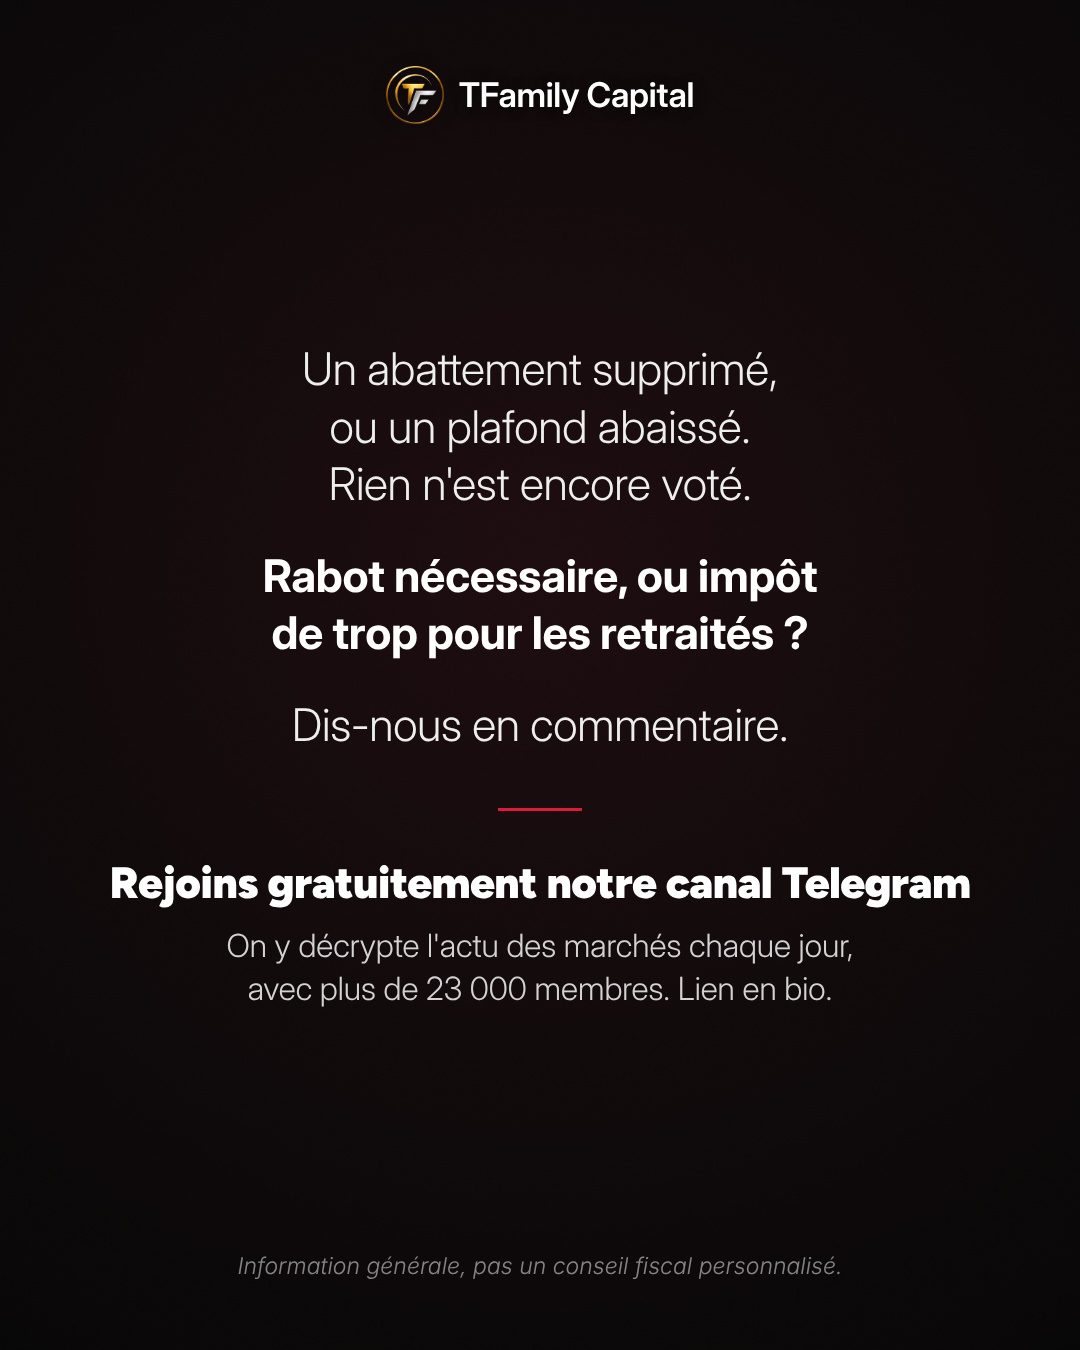 TF TFamily Capital
Un abattement supprimé,
ou un plafond abaissé.
Rien n'est encore voté.
Rabot nécessaire, ou impôt
de trop pour les retraités ?
Dis-nous en commentaire.
Rejoins gratuitement notre canal Telegram
On y décrypte l'actu des marchés chaque jour,
avec plus de 23 000 membres. Lien en bio.
Information générale, pas un conseil fiscal personnalisé.